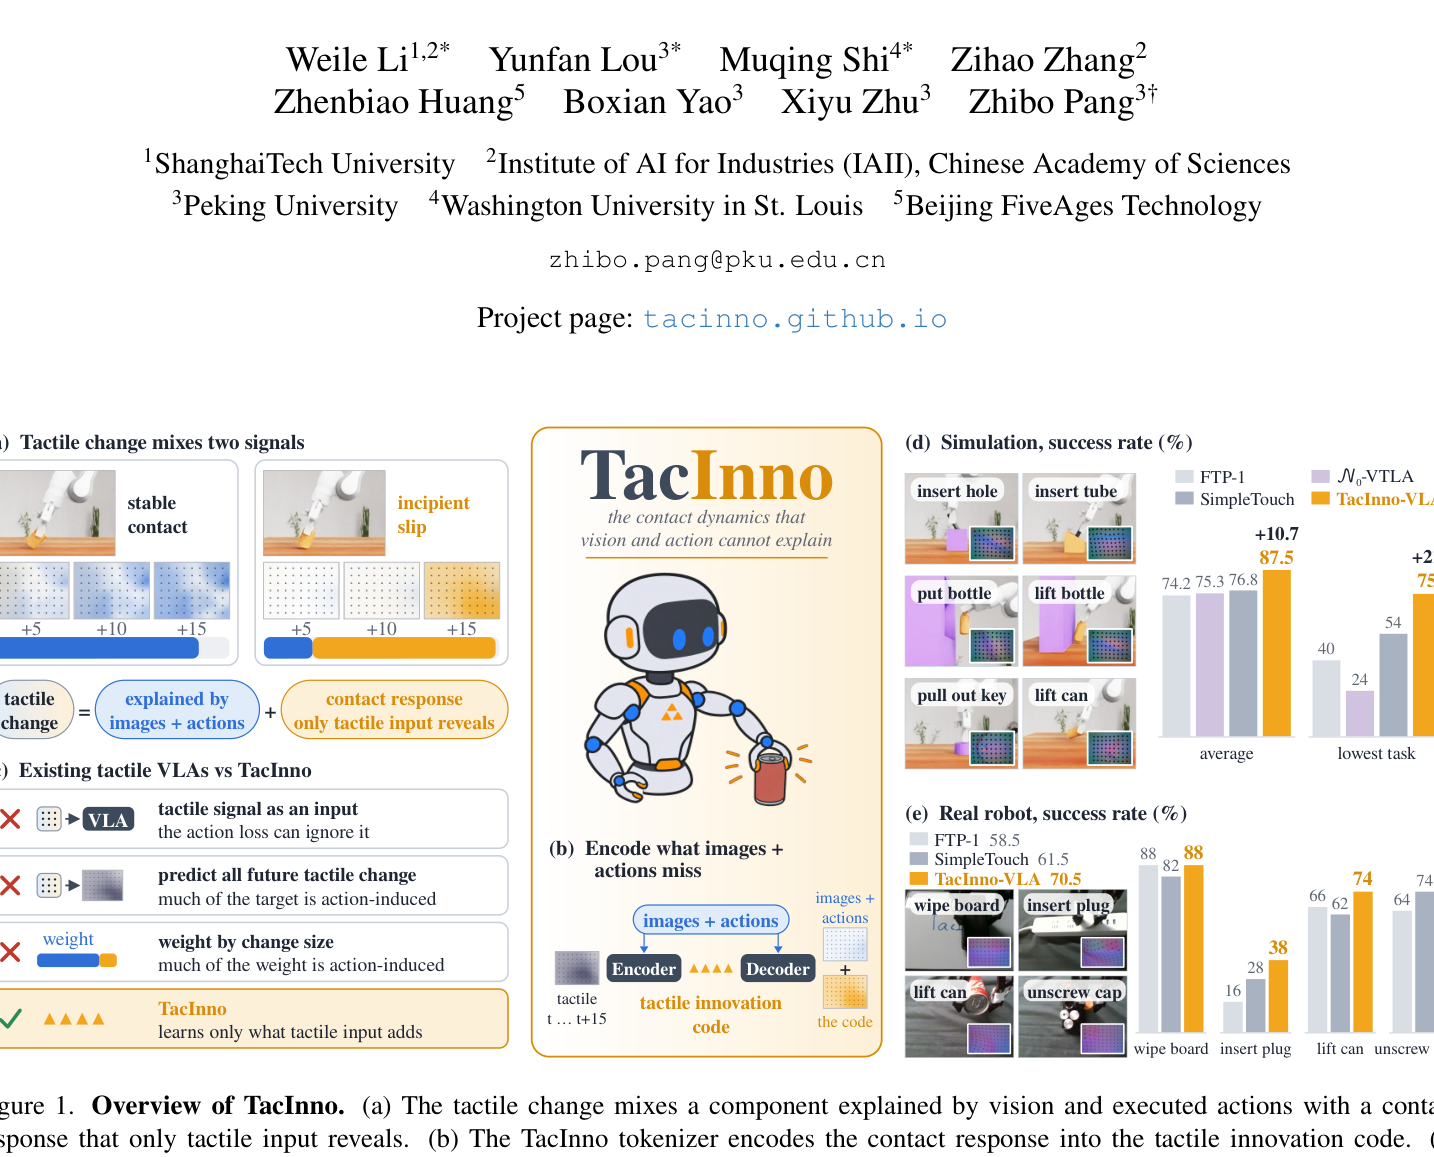 Weile Li1,2* Yunfan Lou3* Muqing Shi4* Zihao Zhang2
Zhenbiao Huang5 Boxian Yao3 Xiyu Zhu3 Zhibo Pang3†
1ShanghaiTech University 2Institute of AI for Industries (IAII), Chinese Academy of Sciences
3Peking University 4Washington University in St. Louis 5Beijing FiveAges Technology
zhibo.pang@pku.edu.cn
Project page: tacinno.github.io
) Tactile change mixes two signals
stable
contact
incipient
slip
+5 +10 +15
+5 +10 +15
tactile
change
=
explained by
images + actions
+
contact response
only tactile input reveals
) Existing tactile VLAs vs TacInno
VLA
tactile signal as an input
the action loss can ignore it
predict all future tactile change
much of the target is action-induced
weight
weight by change size
much of the weight is action-induced
TacInno
learns only what tactile input adds
TacInno
the contact dynamics that
vision and action cannot explain
(b) Encode what images +
actions miss
images + actions
Encoder
Decoder
tactile
t … t+15
tactile innovation
code
images +
actions
+
the code
(d) Simulation, success rate (%)
insert hole
insert tube
put bottle
lift bottle
pull out key
lift can
FTP-1
N0-VTLA
SimpleTouch
TacInno-VLA
+10.7
74.2 75.3 76.8 87.5
average
40 24 54 75
+2
lowest task
(e) Real robot, success rate (%)
FTP-1 58.5
SimpleTouch 61.5
TacInno-VLA 70.5
wipe board
insert plug
lift can
unscrew cap
88 82 88
wipe board
16 28 38
insert plug
66 62 74
lift can
64 74
unscrew
gure 1. Overview of TacInno. (a) The tactile change mixes a component explained by vision and executed actions with a conta
sponse that only tactile input reveals. (b) The TacInno tokenizer encodes the contact response into the tactile innovation code. (